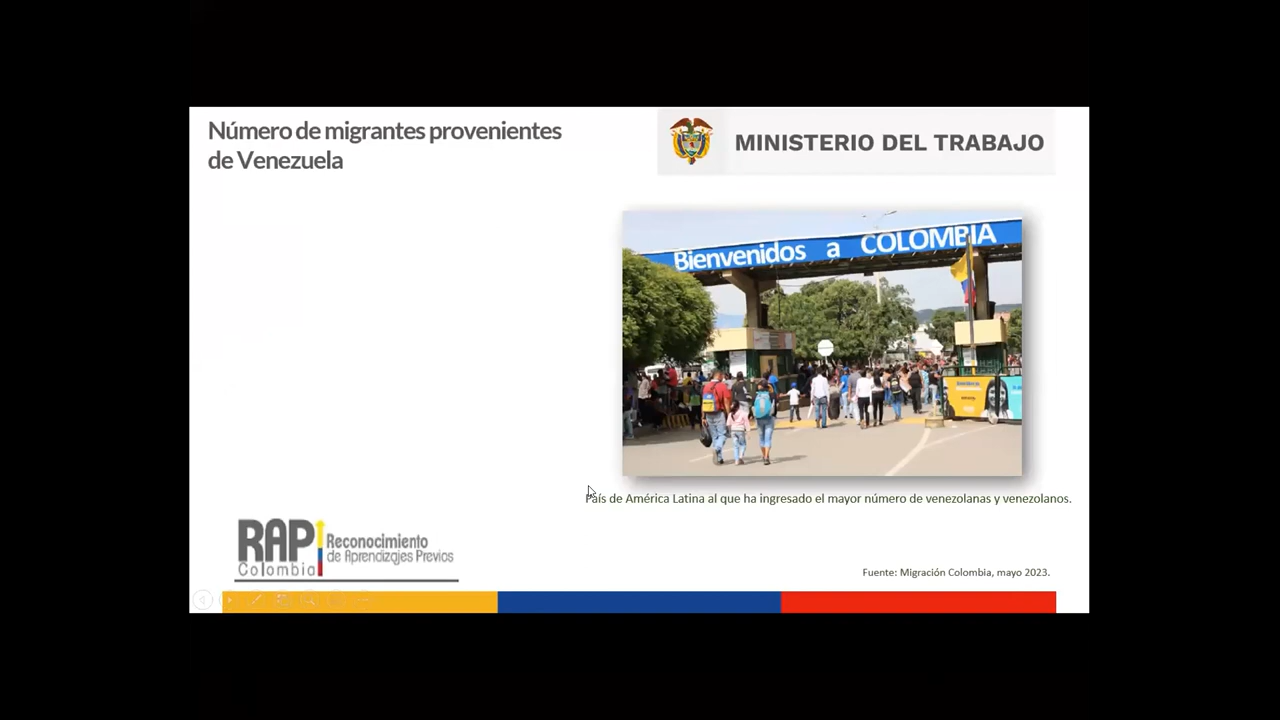 Número de migrantes provenientes
de Venezuela
MINISTERIO DEL TRABAJO
Bienvenidos a COLOMBIA
País de América Latina al que ha ingresado el mayor número de venezolanas y venezolanos.
RAP
Colombia
Reconocimiento
de Aprendizajes Previos
Fuente: Migración Colombia, mayo 2023.